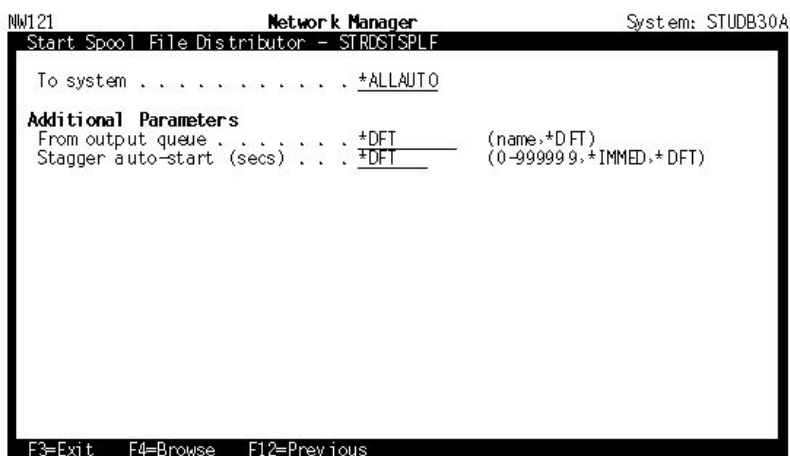 NW121 Network Manager System: STUDB30A
Start Spool File Distributor - STRDSTSPLF
To system . . . . . . . . . . . . *ALLAUTO
Additional Parameters
From output queue . . . . . . . *DFT (name,*DFT)
Stagger auto-start (secs) . . . *DFT (0-999999,*IMMED,*DFT)
F3=Exit F4=Browse F12=Previous